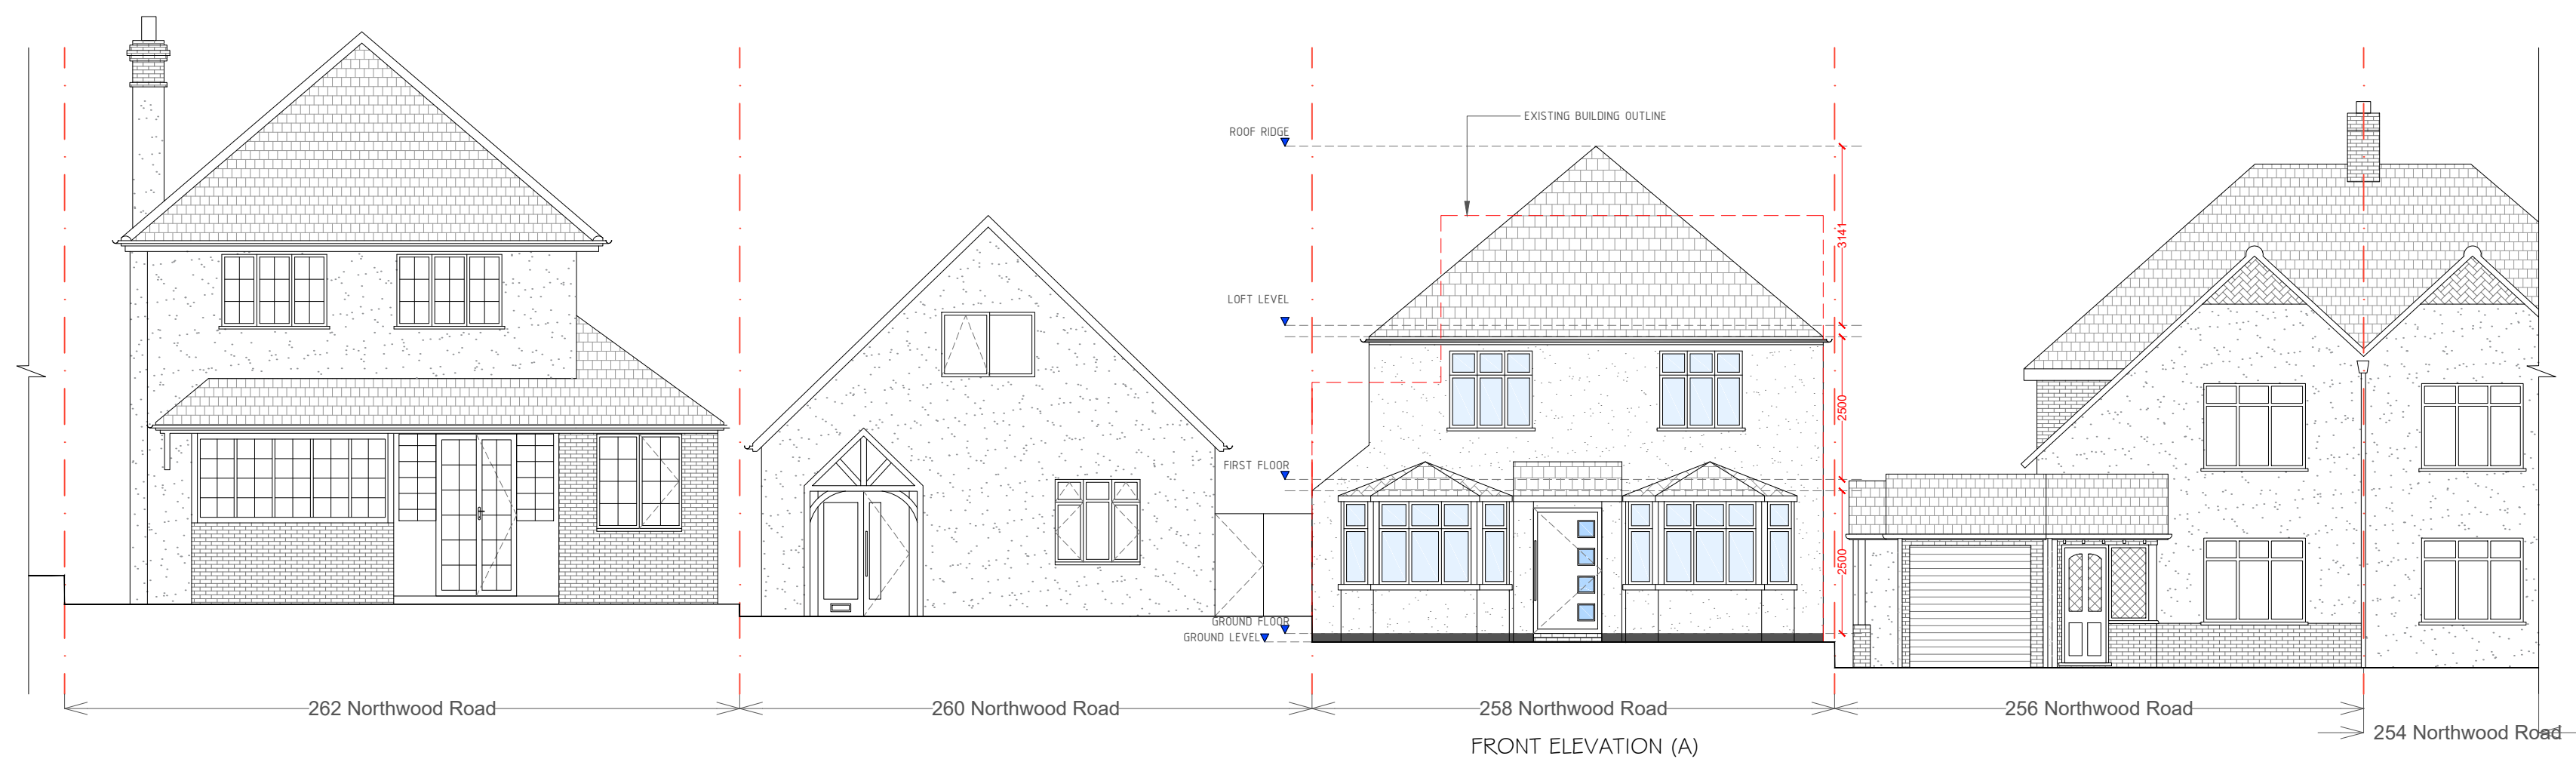 EXISTING BUILDING OUTLINE
ROOF RIDGE
3141
LOFT LEVEL
2500
FIRST FLOOR
2500
GROUND FLOOR
GROUND LEVEL
262 Northwood Road
260 Northwood Road
258 Northwood Road
256 Northwood Road
254 Northwood Road
FRONT ELEVATION (A)